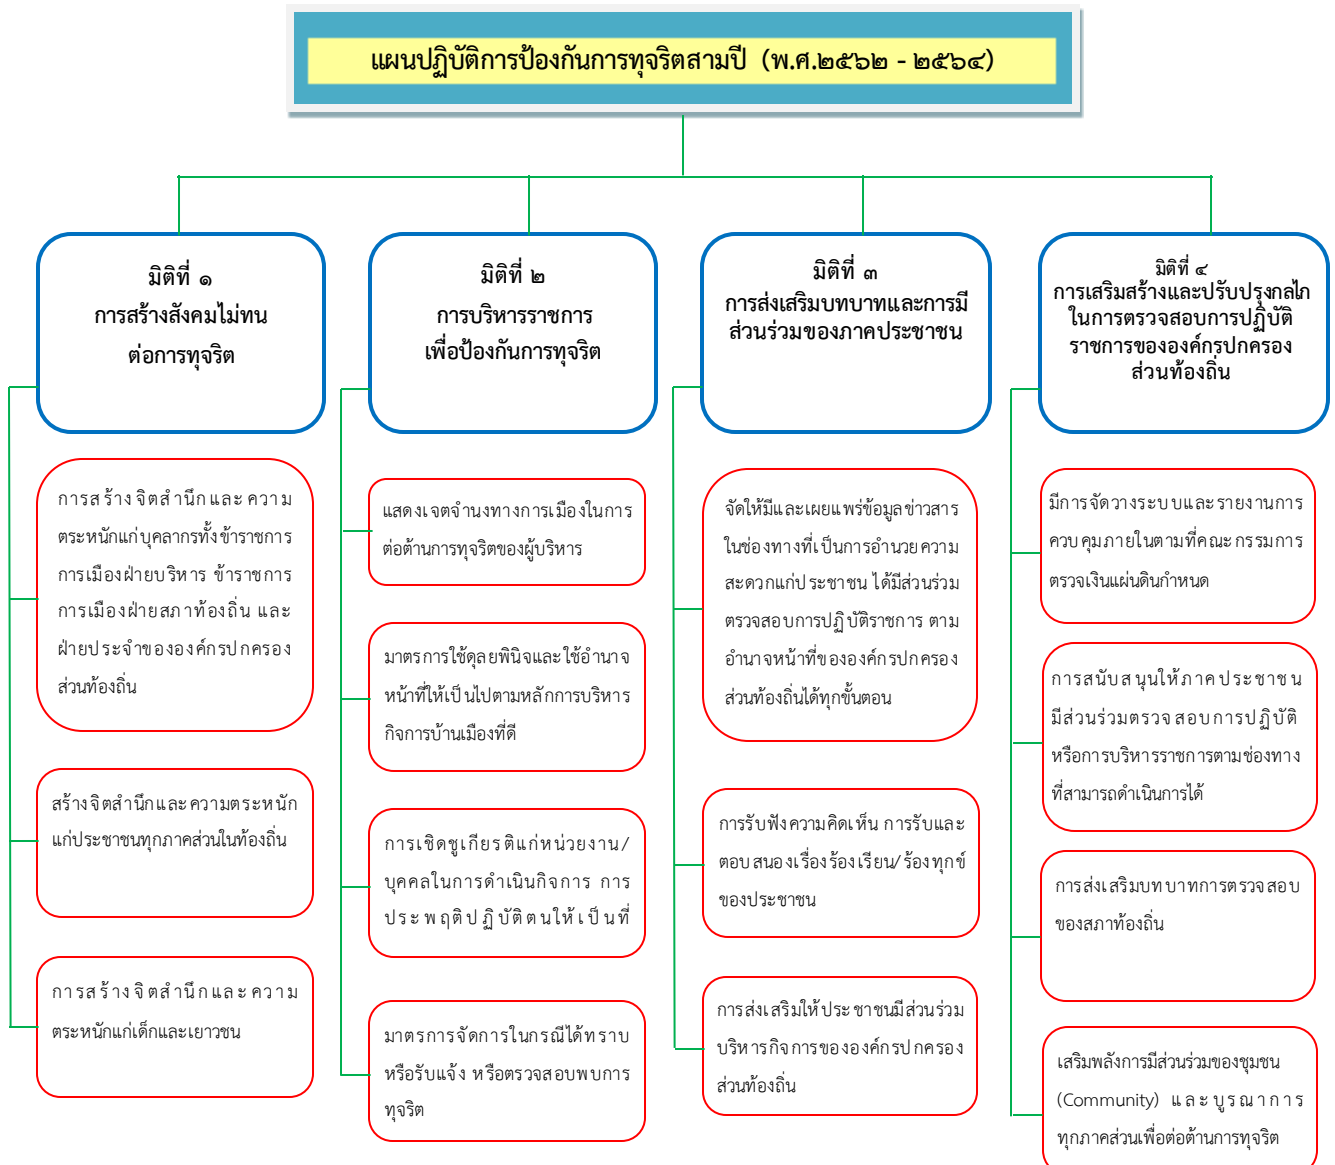 แผนปฏิบัติการป้องกันการทุจริตสามปี (พ.ศ.๒๕๖๒ - ๒๕๖๔)
มิติที่ ๑
การสร้างสังคมไม่ทน
ต่อการทุจริต
การสร้างจิตสำนึกและความ
ตระหนักแก่บุคลากรทั้งข้าราชการ
การเมืองฝ่ายบริหาร ข้าราชการ
การเมืองฝ่ายสภาท้องถิ่น และ
ฝ่ายประจำขององค์กรปกครอง
ส่วนท้องถิ่น
สร้างจิตสำนึกและความตระหนัก
แก่ประชาชนทุกภาคส่วนในท้องถิ่น
การสร้างจิตสำนึกและความ
ตระหนักแก่เด็กและเยาวชน
มิติที่ ๒
การบริหารราชการ
เพื่อป้องกันการทุจริต
แสดงเจตจำนงทางการเมืองในการ
ต่อต้านการทุจริตของผู้บริหาร
มาตรการใช้ดุลยพินิจและใช้อำนาจ
หน้าที่ให้เป็นไปตามหลักการบริหาร
กิจการบ้านเมืองที่ดี
การเชิดชูเกียรติแก่หน่วยงาน/
บุคคลในการดำเนินกิจการ การ
ประพฤติปฏิบัติตนให้เป็นที่
มาตรการจัดการในกรณีได้ทราบ
หรือรับแจ้ง หรือตรวจสอบพบการ
ทุจริต
มิติที่ ๓
การส่งเสริมบทบาทและการมี
ส่วนร่วมของภาคประชาชน
จัดให้มีและเผยแพร่ข้อมูลข่าวสาร
ในช่องทางที่เป็นการอำนวยความ
สะดวกแก่ประชาชน ได้มีส่วนร่วม
ตรวจสอบการปฏิบัติราชการ ตาม
อำนาจหน้าที่ขององค์กรปกครอง
ส่วนท้องถิ่นได้ทุกขั้นตอน
การรับฟังความคิดเห็น การรับและ
ตอบสนองเรื่องร้องเรียน/ร้องทุกข์
ของประชาชน
การส่งเสริมให้ประชาชนมีส่วนร่วม
บริหารกิจการขององค์กรปกครอง
ส่วนท้องถิ่น
มิติที่ ๔
การเสริมสร้างและปรับปรุงกลไก
ในการตรวจสอบการปฏิบัติ
ราชการขององค์กรปกครอง
ส่วนท้องถิ่น
มีการจัดวางระบบและรายงานการ
ควบคุมภายในตามที่คณะกรรมการ
ตรวจเงินแผ่นดินกำหนด
การสนับสนุนให้ภาคประชาชน
มีส่วนร่วมตรวจสอบการปฏิบัติ
หรือการบริหารราชการตามช่องทาง
ที่สามารถดำเนินการได้
การส่งเสริมบทบาทการตรวจสอบ
ของสภาท้องถิ่น
เสริมพลังการมีส่วนร่วมของชุมชน
(Community) และบูรณาการ
ทุกภาคส่วนเพื่อต่อต้านการทุจริต